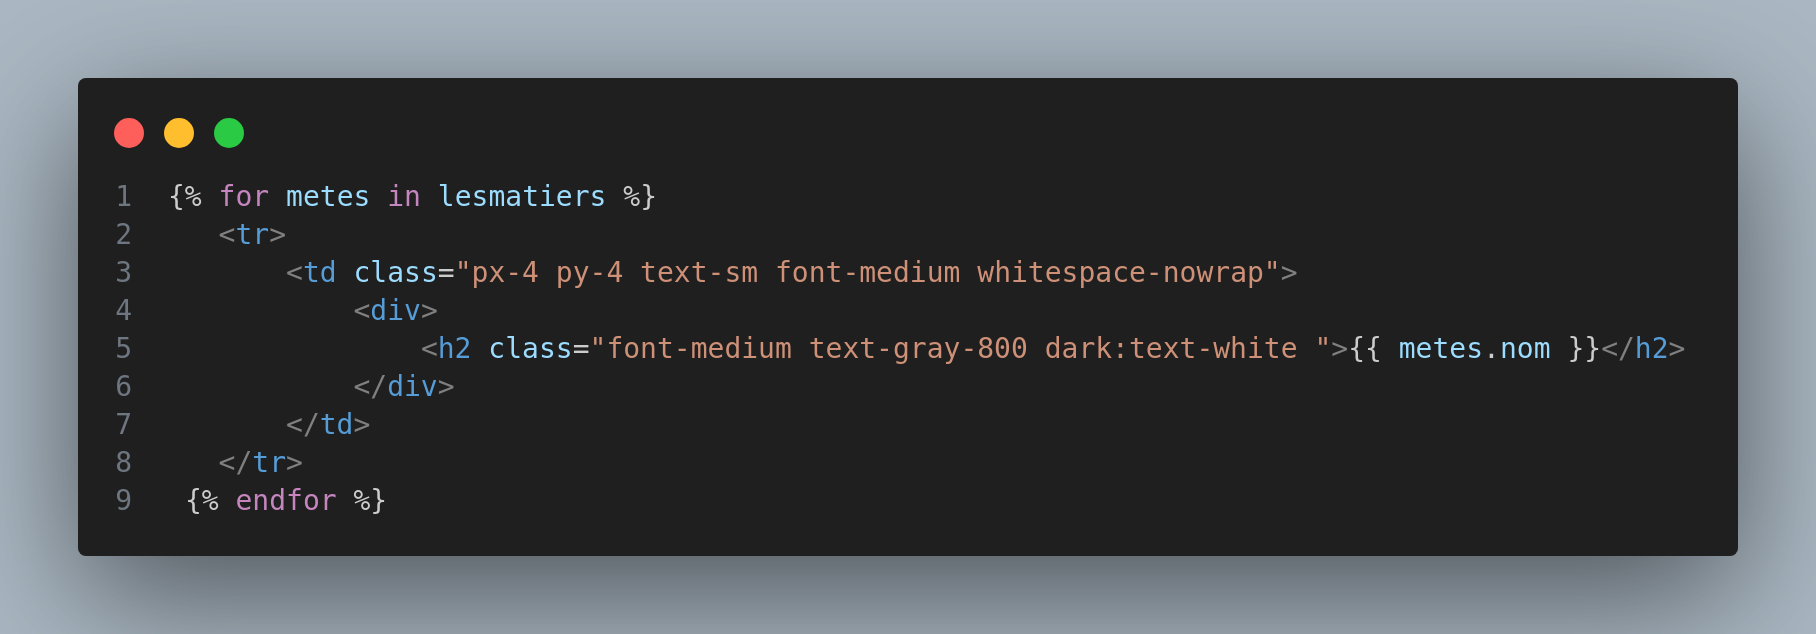 1 {% for metes in lesmatiers %}
2 <tr>
3 <td class="px-4 py-4 text-sm font-medium whitespace-nowrap">
4 <div>
5 <h2 class="font-medium text-gray-800 dark:text-white ">{{ metes.nom }}</h2>
6 </div>
7 </td>
8 </tr>
9 {% endfor %}